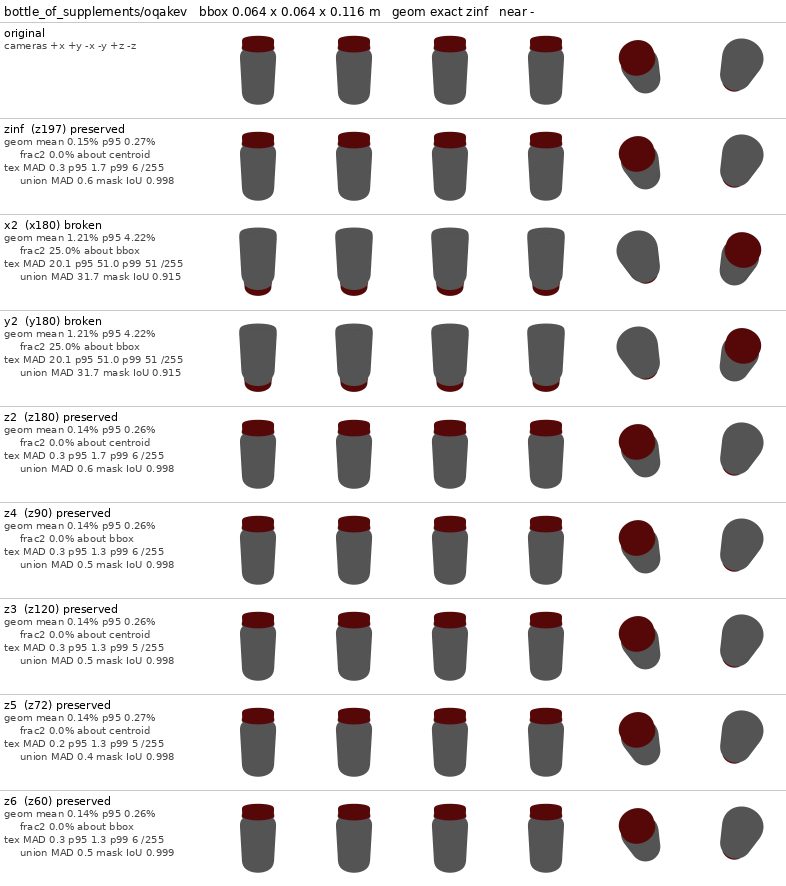 bottle_of_supplements/oqakev bbox 0.064 x 0.064 x 0.116 m geom exact zinf near -
original
cameras +x +y -x -y +z -z
zinf (z197) preserved
geom mean 0.15% p95 0.27%
frac2 0.0% about centroid
tex MAD 0.3 p95 1.7 p99 6 /255
union MAD 0.6 mask IoU 0.998
x2 (x180) broken
geom mean 1.21% p95 4.22%
frac2 25.0% about bbox
tex MAD 20.1 p95 51.0 p99 51 /255
union MAD 31.7 mask IoU 0.915
y2 (y180) broken
geom mean 1.21% p95 4.22%
frac2 25.0% about bbox
tex MAD 20.1 p95 51.0 p99 51 /255
union MAD 31.7 mask IoU 0.915
z2 (z180) preserved
geom mean 0.14% p95 0.26%
frac2 0.0% about centroid
tex MAD 0.3 p95 1.7 p99 6 /255
union MAD 0.6 mask IoU 0.998
z4 (z90) preserved
geom mean 0.14% p95 0.26%
frac2 0.0% about bbox
tex MAD 0.3 p95 1.3 p99 6 /255
union MAD 0.5 mask IoU 0.998
z3 (z120) preserved
geom mean 0.14% p95 0.26%
frac2 0.0% about centroid
tex MAD 0.3 p95 1.3 p99 5 /255
union MAD 0.5 mask IoU 0.998
z5 (z72) preserved
geom mean 0.14% p95 0.27%
frac2 0.0% about centroid
tex MAD 0.2 p95 1.3 p99 5 /255
union MAD 0.4 mask IoU 0.998
z6 (z60) preserved
geom mean 0.14% p95 0.26%
frac2 0.0% about bbox
tex MAD 0.3 p95 1.3 p99 6 /255
union MAD 0.5 mask IoU 0.999